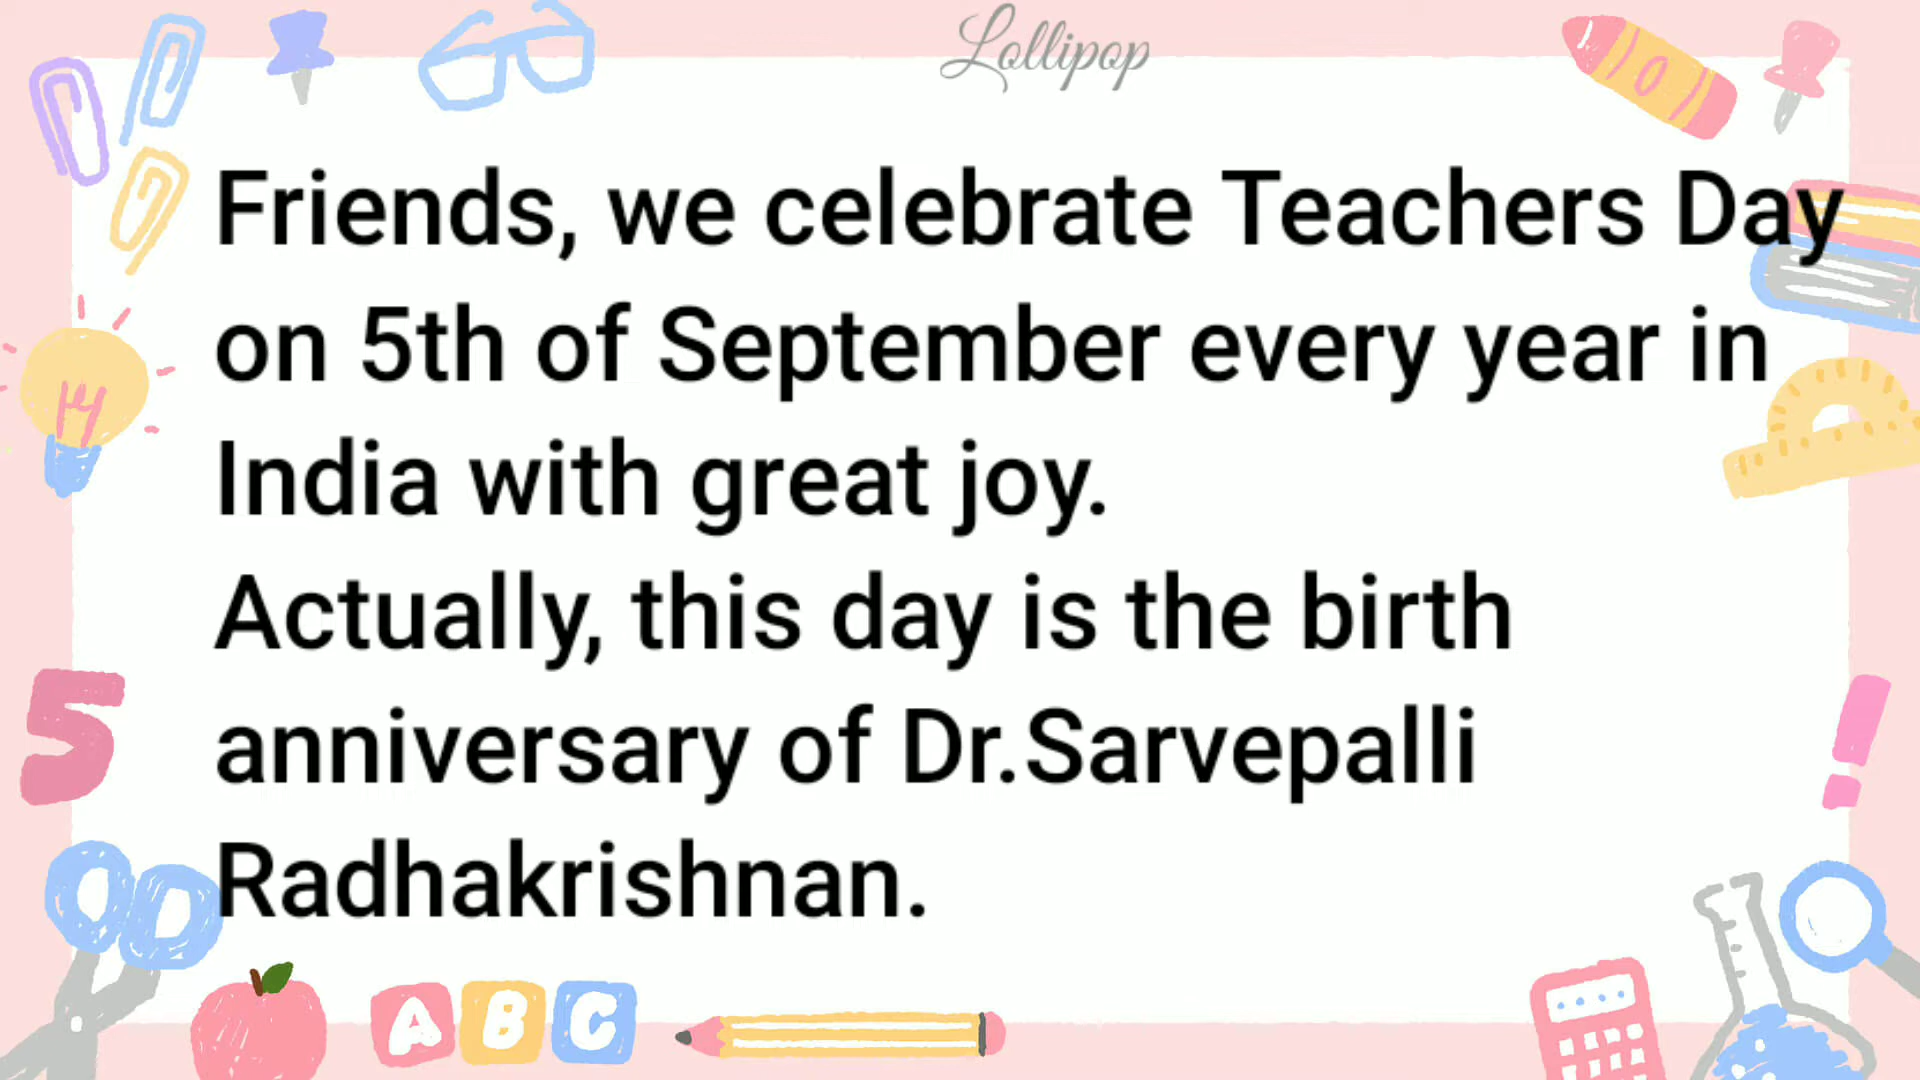 Lollipop
Friends, we celebrate Teachers Day
on 5th of September every year in
India with great joy.
Actually, this day is the birth
anniversary of Dr.Sarvepalli
Radhakrishnan.
5
!
A B C